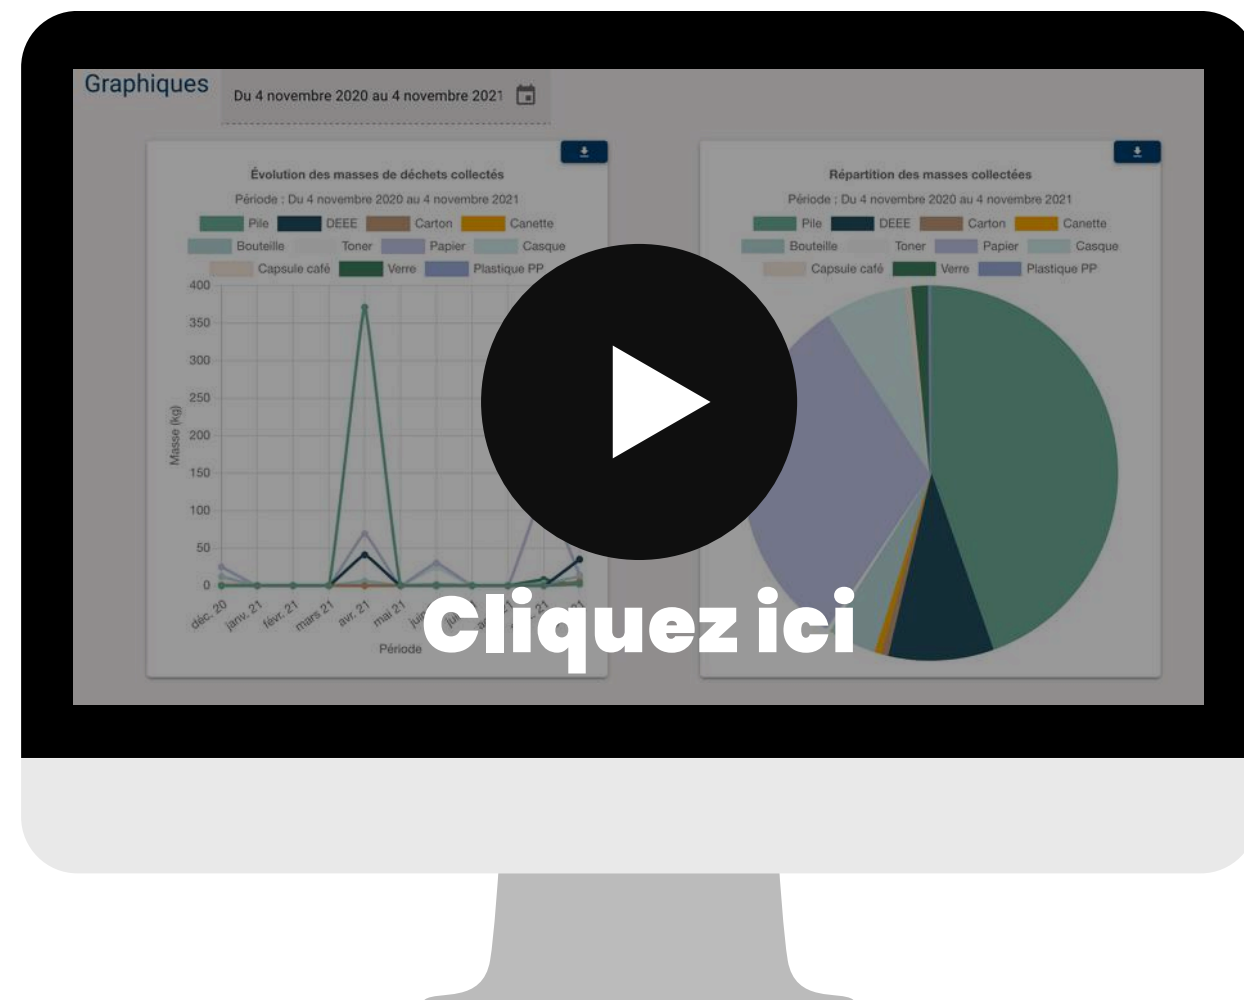 Graphiques
Du 4 novembre 2020 au 4 novembre 2021
Évolution des masses de déchets collectés
Période : Du 4 novembre 2020 au 4 novembre 2021
Pile DEEE Carton Canette
Bouteille Toner Papier Casque
Capsule café Verre Plastique PP
400
350
300
250
200
150
100
50
0
Masse (kg)
déc. 20 janv. 21 févr. 21 mars 21 avr. 21 mai 21
Période
Répartition des masses collectées
Période : Du 4 novembre 2020 au 4 novembre 2021
Pile DEEE Carton Canette
Bouteille Toner Papier Casque
Capsule café Verre Plastique PP
Cliquez ici